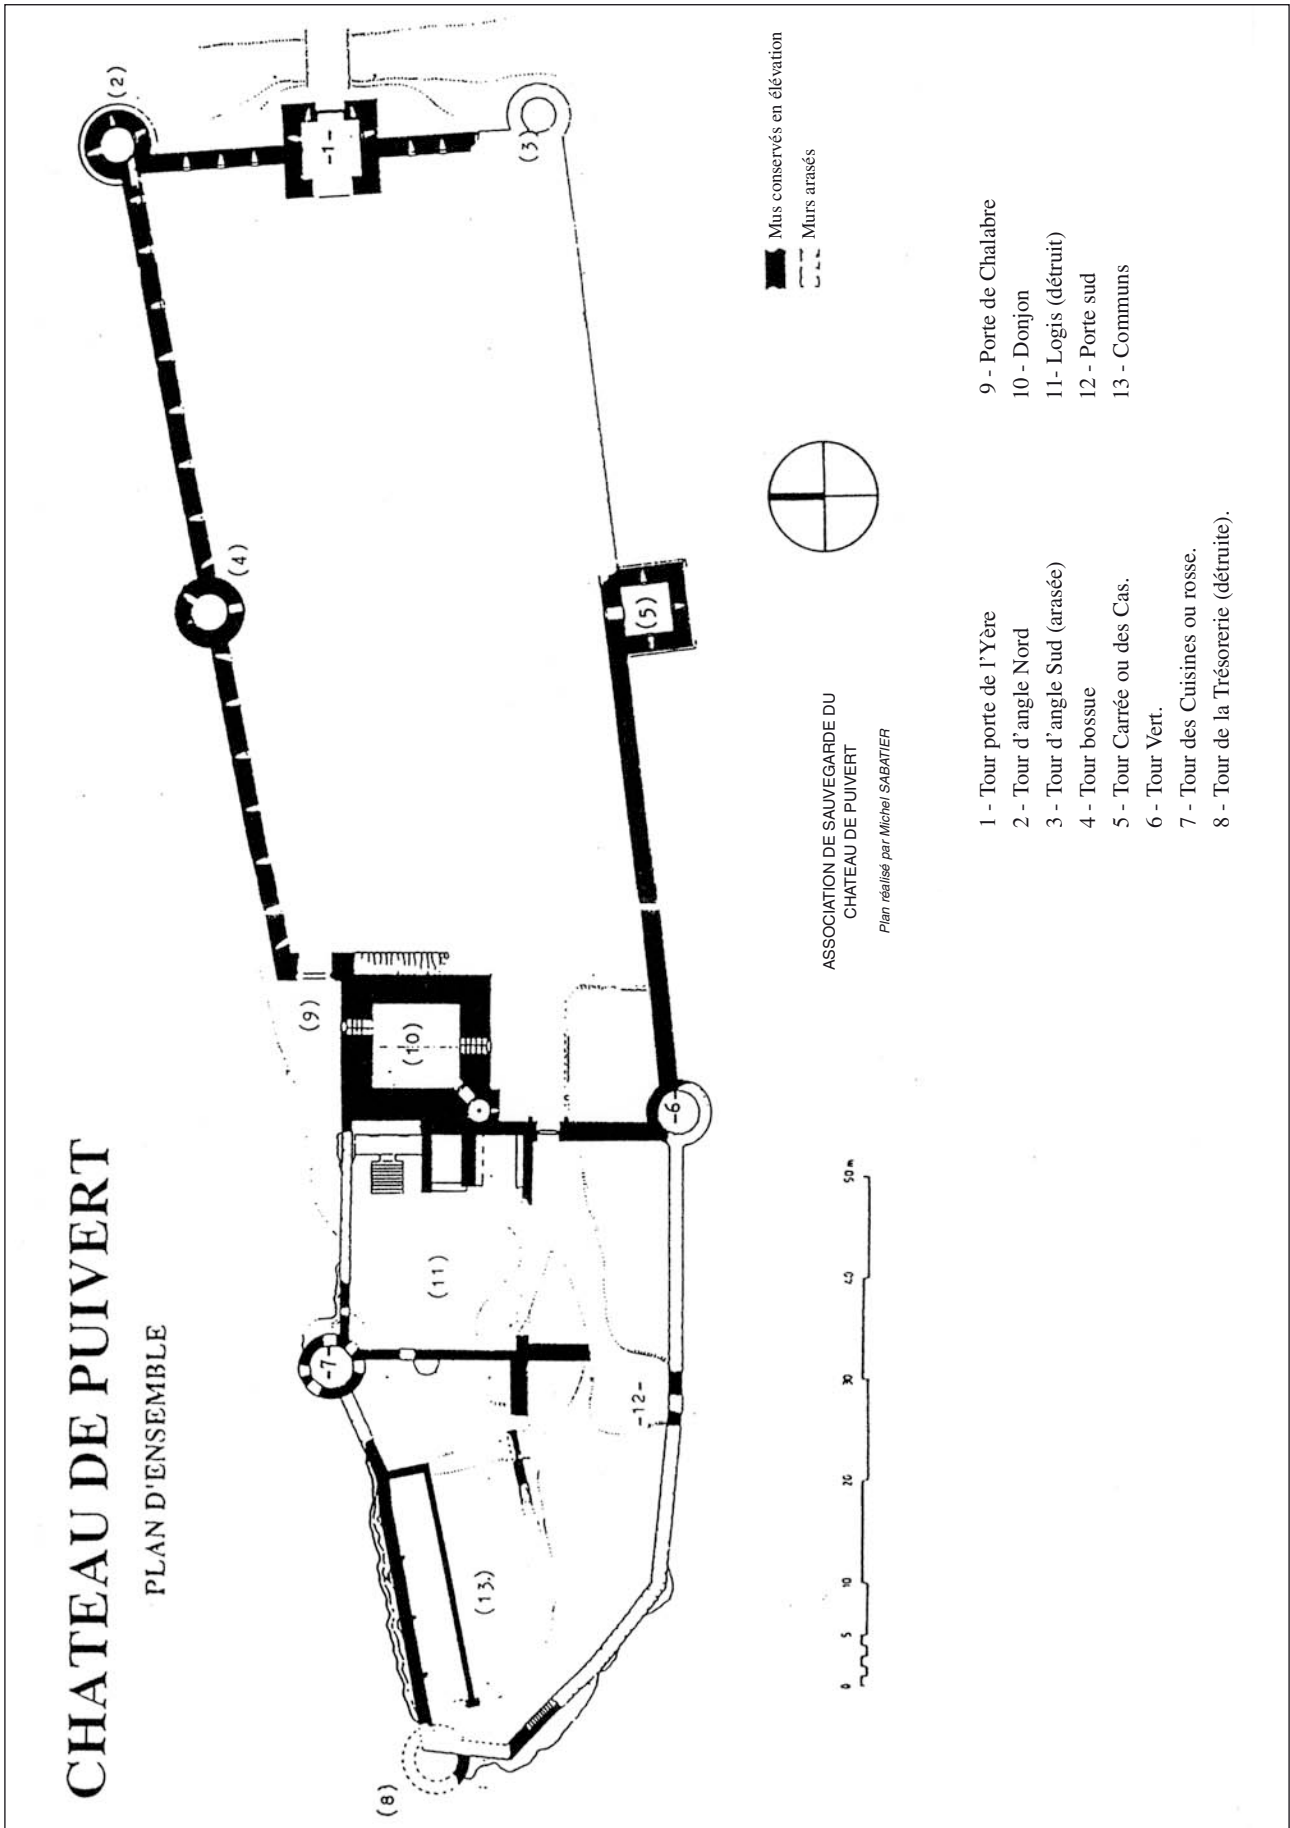 CHATEAU DE PUIVERT
PLAN D'ENSEMBLE
(8)
(13)
-7-
(11)
-12-
(9)
(10)
-6-
(4)
(5)
(2)
-1-
(3)
0 5 10 20 30 40 50 m
ASSOCIATION DE SAUVEGARDE DU
CHATEAU DE PUIVERT
Plan réalisé par Michel SABATIER
Mus conservés en élévation
Murs arasés
1 - Tour porte de l'Yère
2 - Tour d'angle Nord
3 - Tour d'angle Sud (arasée)
4 - Tour bossue
5 - Tour Carrée ou des Cas.
6 - Tour Vert.
7 - Tour des Cuisines ou rosse.
8 - Tour de la Trésorerie (détruite).
9 - Porte de Chalabre
10 - Donjon
11- Logis (détruit)
12 - Porte sud
13 - Communs